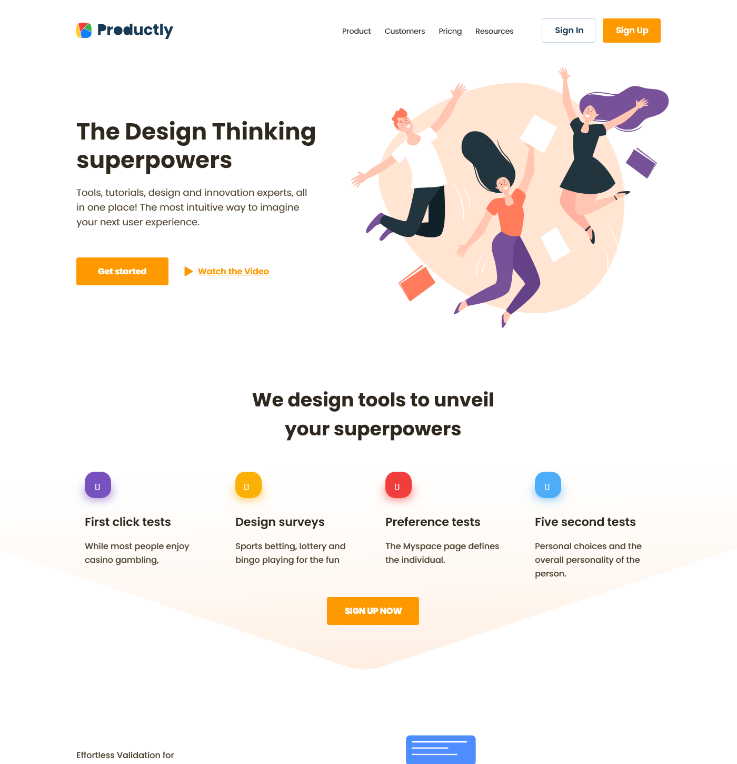 Productly
Product Customers Pricng Resources Sign In Sign Up
The Design Thinking
superpowers
Tools, tutorials, design and innovation experts, all
in one place! The most intuitive way to imagine
your next user experience.
Get started Watch the Video
We design tools to unveil
your superpowers
First click tests
While most people enjoy
casino gambling,
Design surveys
Sports betting, lottery and
bingo playing for the fun
Preference tests
The Myspace page defines
the individual.
Five second tests
Personal choices and the
overall personality of the
person.
SIGN UP NOW
Effortless Validation for